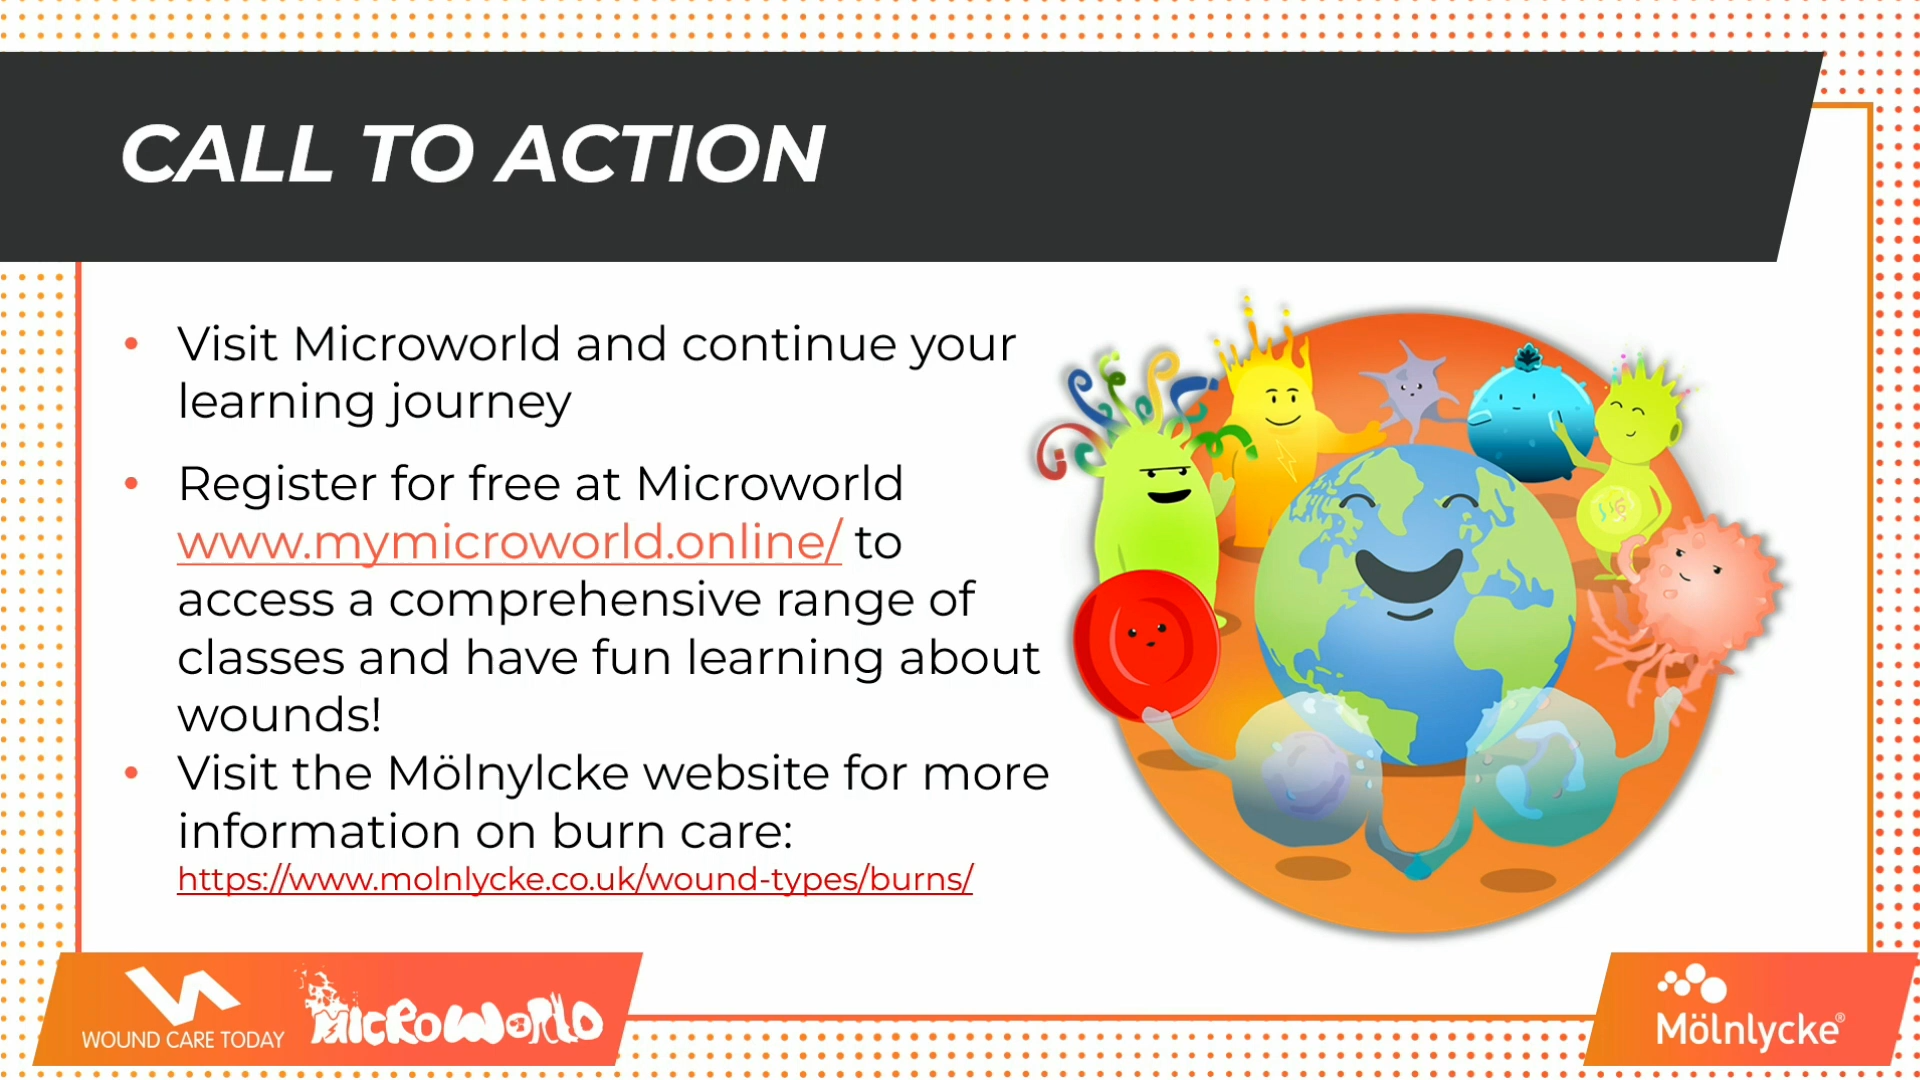 CALL TO ACTION
• Visit Microworld and continue your
learning journey
• Register for free at Microworld
www.mymicroworld.online/ to
access a comprehensive range of
classes and have fun learning about
wounds!
• Visit the Mölnylcke website for more
information on burn care:
https://www.molnlycke.co.uk/wound-types/burns/
WOUND CARE TODAY
MICROWORLD
Mölnlycke®